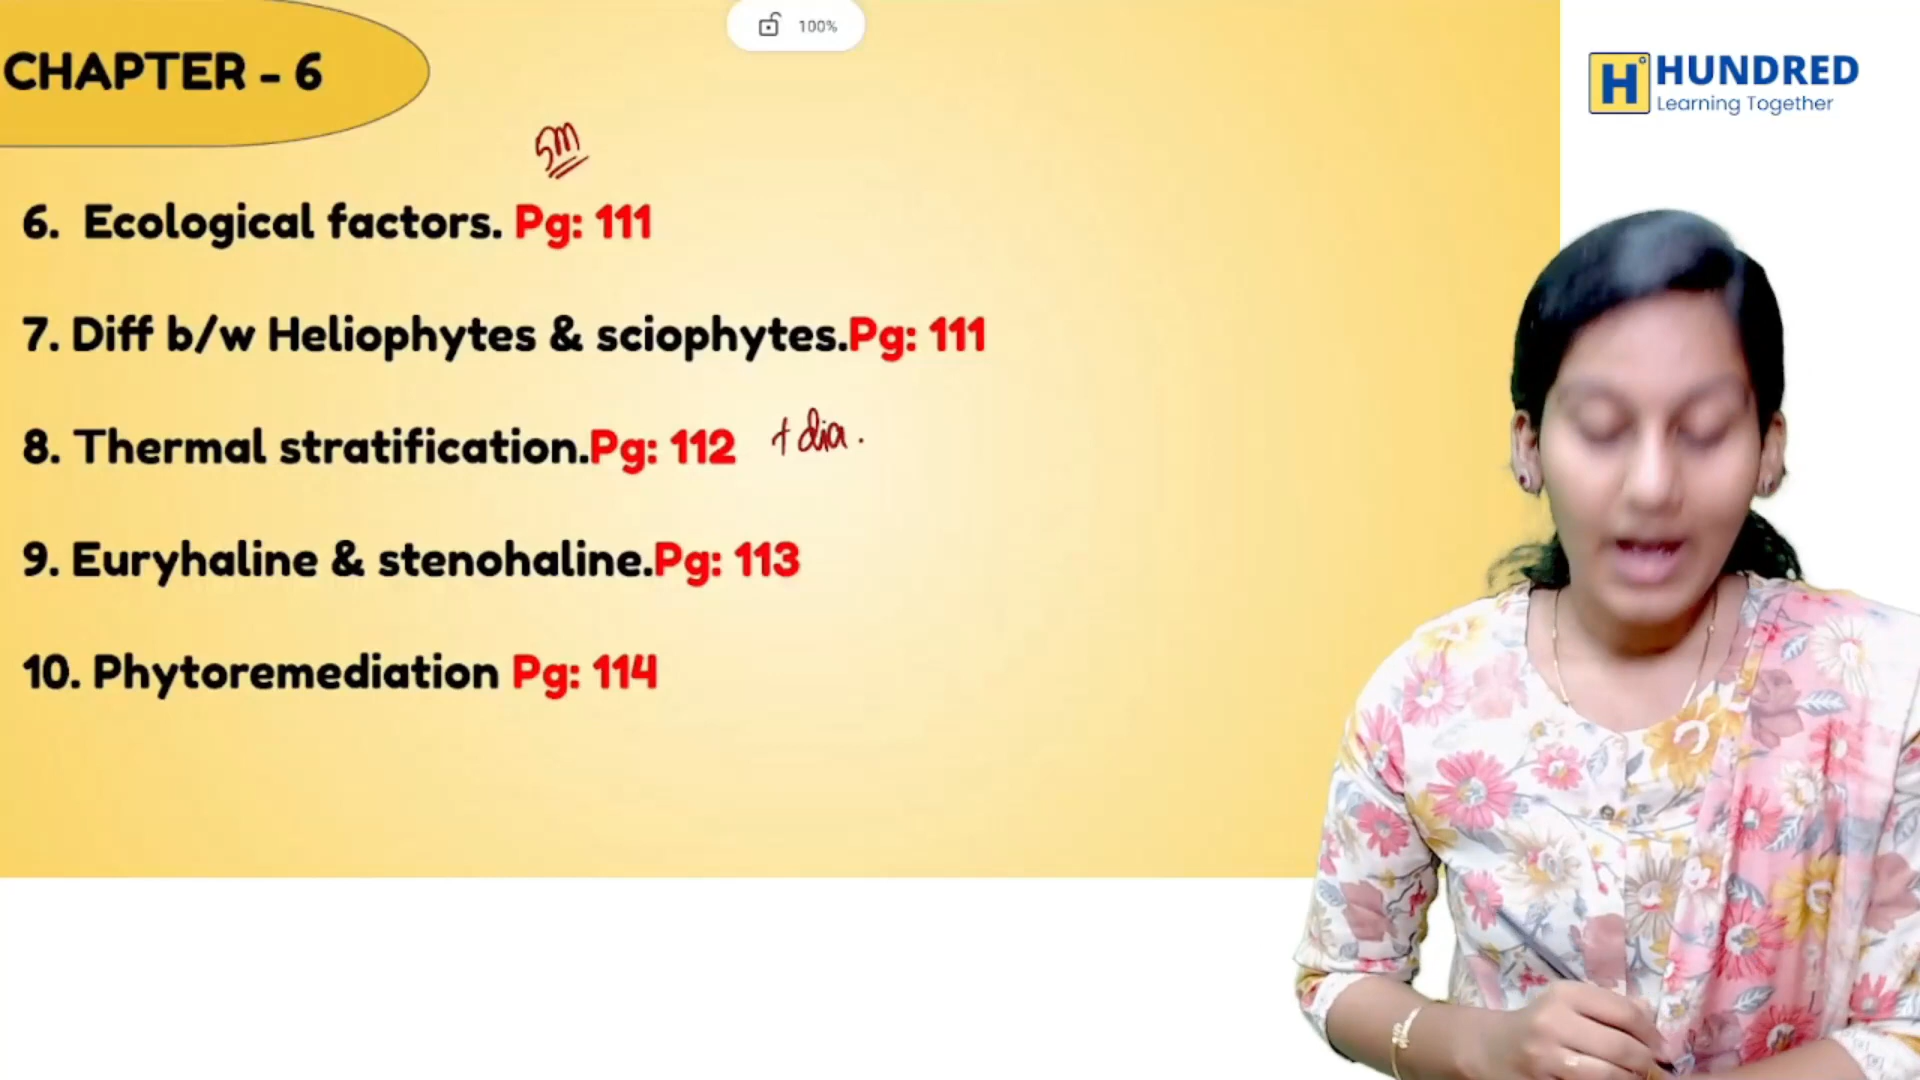 100%
HUNDRED
Learning Together
CHAPTER - 6
5m
6. Ecological factors. Pg: 111
7. Diff b/w Heliophytes & sciophytes.Pg: 111
8. Thermal stratification.Pg: 112 + dia.
9. Euryhaline & stenohaline.Pg: 113
10. Phytoremediation Pg: 114